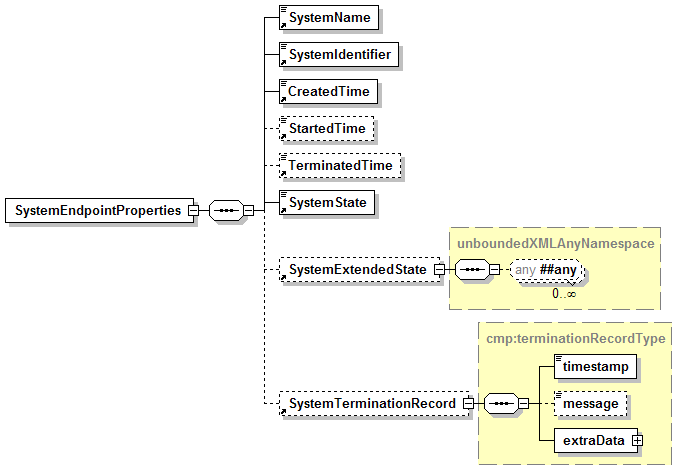 SystemName
SystemIdentifier
CreatedTime
StartedTime
TerminatedTime
SystemEndpointProperties
SystemState
unboundedXMLAnyNamespace
SystemExtendedState
any ##any
0..∞
cmp:terminationRecordType
timestamp
SystemTerminationRecord
message
extraData